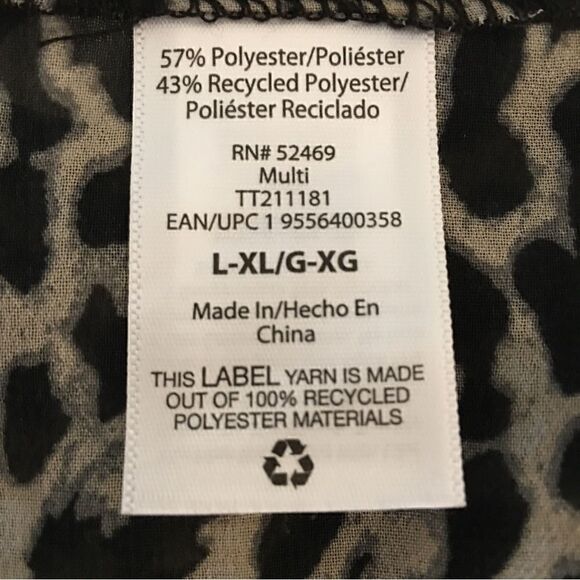 57% Polyester/Poliéster
43% Recycled Polyester/
Poliéster Reciclado
RN# 52469
Multi
TT211181
EAN/UPC 1 9556400358
L-XL/G-XG
Made In/Hecho En
China
THIS LABEL YARN IS MADE
OUT OF 100% RECYCLED
POLYESTER MATERIALS